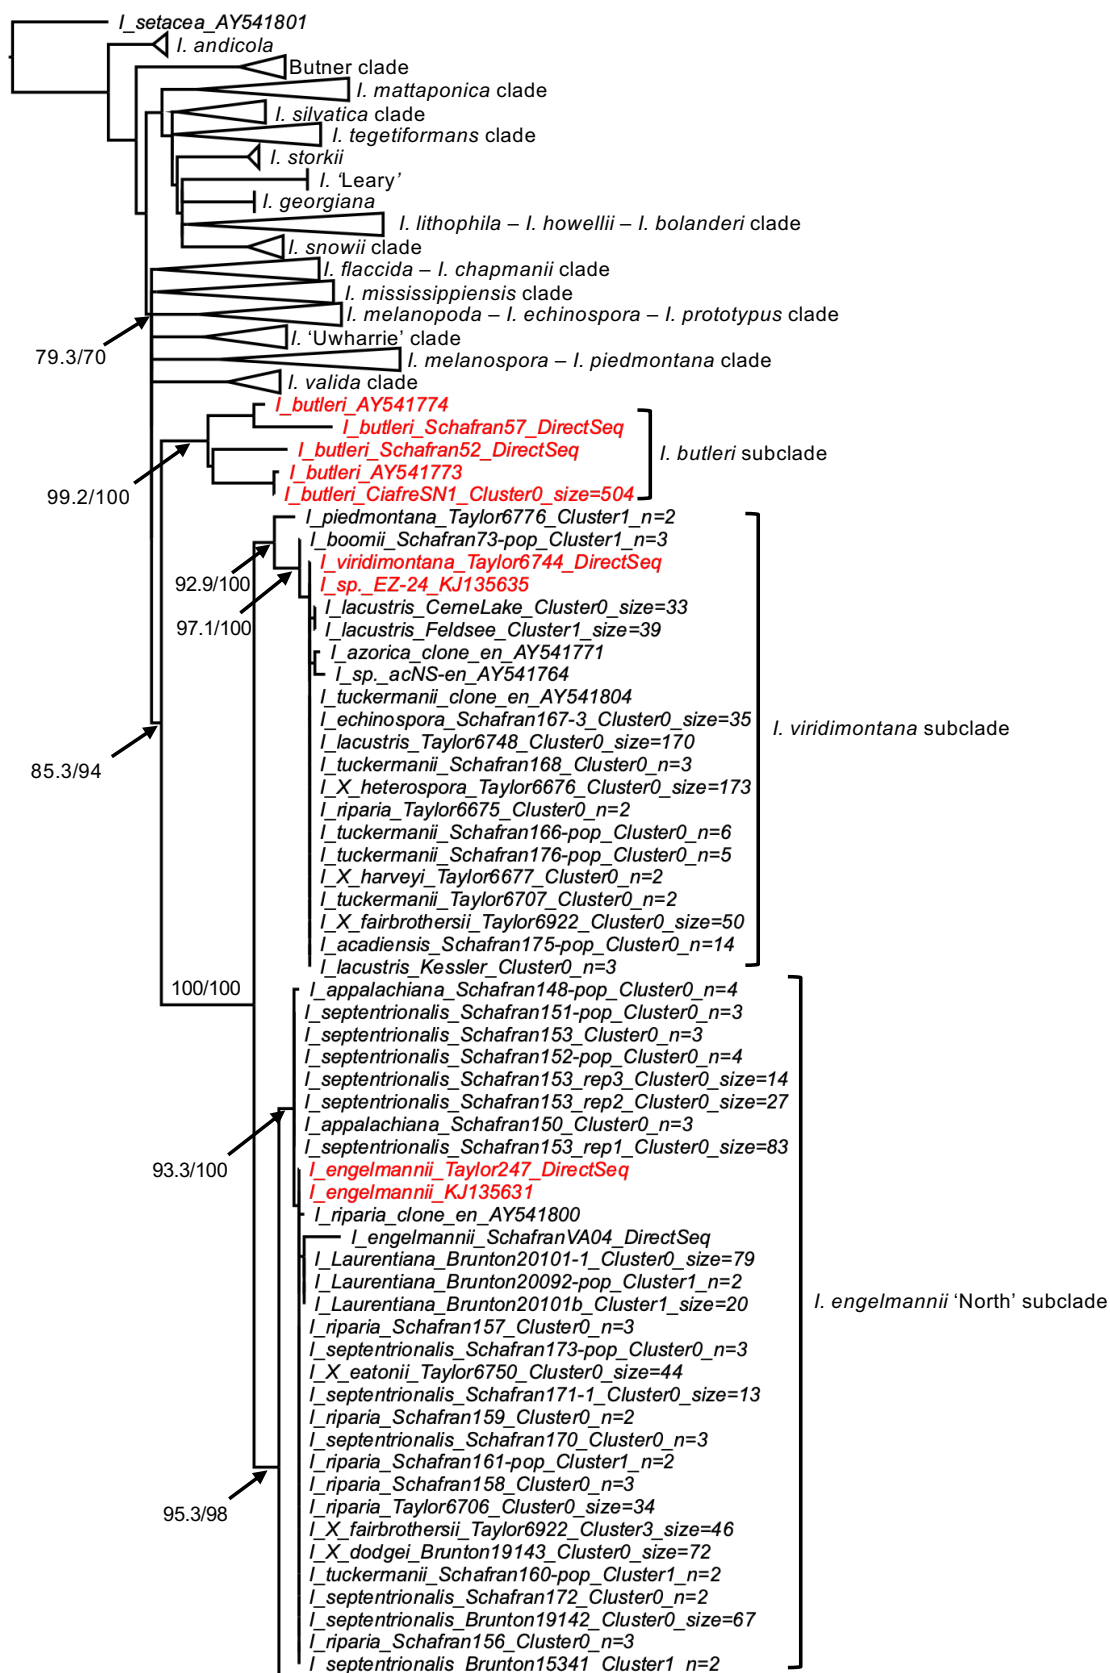 I_setacea_AY541801
I. andicola
Butner clade
I. mattaponica clade
I. silvatica clade
I. tegetiformans clade
I. storkii
I. ‘Leary’
I. georgiana
I. lithophila – I. howellii – I. bolanderi clade
I. snowii clade
I. flaccida – I. chapmanii clade
I. mississippiensis clade
I. melanopoda – I. echinospora – I. prototypus clade
79.3/70
I. ‘Uwharrie’ clade
I. melanospora – I. piedmontana clade
I. valida clade
I_butleri_AY541774
I_butleri_Schafran57_DirectSeq
I_butleri_Schafran52_DirectSeq
I. butleri subclade
I_butleri_AY541773
I_butleri_CiafreSN1_Cluster0_size=504
99.2/100
I_piedmontana_Taylor6776_Cluster1_n=2
I_boomii_Schafran73-pop_Cluster1_n=3
I_viridimontana_Taylor6744_DirectSeq
92.9/100
I_sp._EZ-24_KJ135635
I_lacustris_CerneLake_Cluster0_size=33
97.1/100
I_lacustris_Feldsee_Cluster1_size=39
I_azorica_clone_en_AY541771
I_sp._acNS-en_AY541764
I_tuckermanii_clone_en_AY541804
I_echinospora_Schafran167-3_Cluster0_size=35
I. viridimontana subclade
I_lacustris_Taylor6748_Cluster0_size=170
I_tuckermanii_Schafran168_Cluster0_n=3
85.3/94
I_X_heterospora_Taylor6676_Cluster0_size=173
I_riparia_Taylor6675_Cluster0_n=2
I_tuckermanii_Schafran166-pop_Cluster0_n=6
I_tuckermanii_Schafran176-pop_Cluster0_n=5
I_X_harveyi_Taylor6677_Cluster0_n=2
I_tuckermanii_Taylor6707_Cluster0_n=2
I_X_fairbrothersii_Taylor6922_Cluster0_size=50
I_acadiensis_Schafran175-pop_Cluster0_n=14
I_lacustris_Kessler_Cluster0_n=3
100/100
I_appalachiana_Schafran148-pop_Cluster0_n=4
I_septentrionalis_Schafran151-pop_Cluster0_n=3
I_septentrionalis_Schafran153_Cluster0_n=3
I_septentrionalis_Schafran152-pop_Cluster0_n=4
I_septentrionalis_Schafran153_rep3_Cluster0_size=14
I_septentrionalis_Schafran153_rep2_Cluster0_size=27
I_appalachiana_Schafran150_Cluster0_n=3
I_septentrionalis_Schafran153_rep1_Cluster0_size=83
93.3/100
I_engelmannii_Taylor247_DirectSeq
I_engelmannii_KJ135631
I_riparia_clone_en_AY541800
I_engelmannii_SchafranVA04_DirectSeq
I_Laurentiana_Brunton20101-1_Cluster0_size=79
I_Laurentiana_Brunton20092-pop_Cluster1_n=2
I_Laurentiana_Brunton20101b_Cluster1_size=20
I. engelmannii ‘North’ subclade
I_riparia_Schafran157_Cluster0_n=3
I_septentrionalis_Schafran173-pop_Cluster0_n=3
I_X_eatonii_Taylor6750_Cluster0_size=44
I_septentrionalis_Schafran171-1_Cluster0_size=13
I_riparia_Schafran159_Cluster0_n=2
I_septentrionalis_Schafran170_Cluster0_n=3
I_riparia_Schafran161-pop_Cluster1_n=2
I_riparia_Schafran158_Cluster0_n=3
95.3/98
I_riparia_Taylor6706_Cluster0_size=34
I_X_fairbrothersii_Taylor6922_Cluster3_size=46
I_X_dodgei_Brunton19143_Cluster0_size=72
I_tuckermanii_Schafran160-pop_Cluster1_n=2
I_septentrionalis_Schafran172_Cluster0_n=2
I_septentrionalis_Brunton19142_Cluster0_size=67
I_riparia_Schafran156_Cluster0_n=3
I_septentrionalis_Brunton15341_Cluster1_n=2